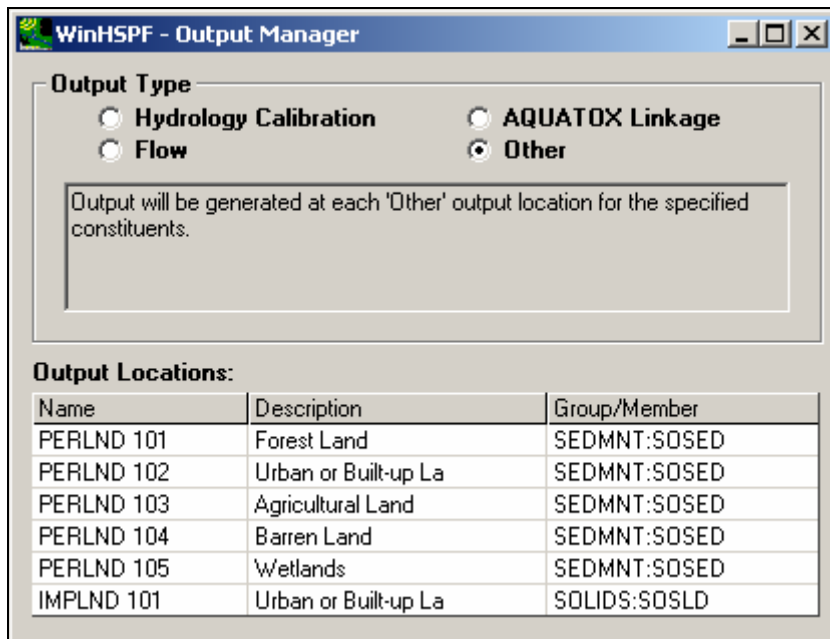 WinHSPF - Output Manager
Output Type
Hydrology Calibration AQUATOX Linkage
Flow Other
Output will be generated at each 'Other' output location for the specified
constituents.
Output Locations:
Name Description Group/Member
PERLND 101 Forest Land SEDMNT:SOSED
PERLND 102 Urban or Built-up La SEDMNT:SOSED
PERLND 103 Agricultural Land SEDMNT:SOSED
PERLND 104 Barren Land SEDMNT:SOSED
PERLND 105 Wetlands SEDMNT:SOSED
IMPLND 101 Urban or Built-up La SOLIDS:SOSLD